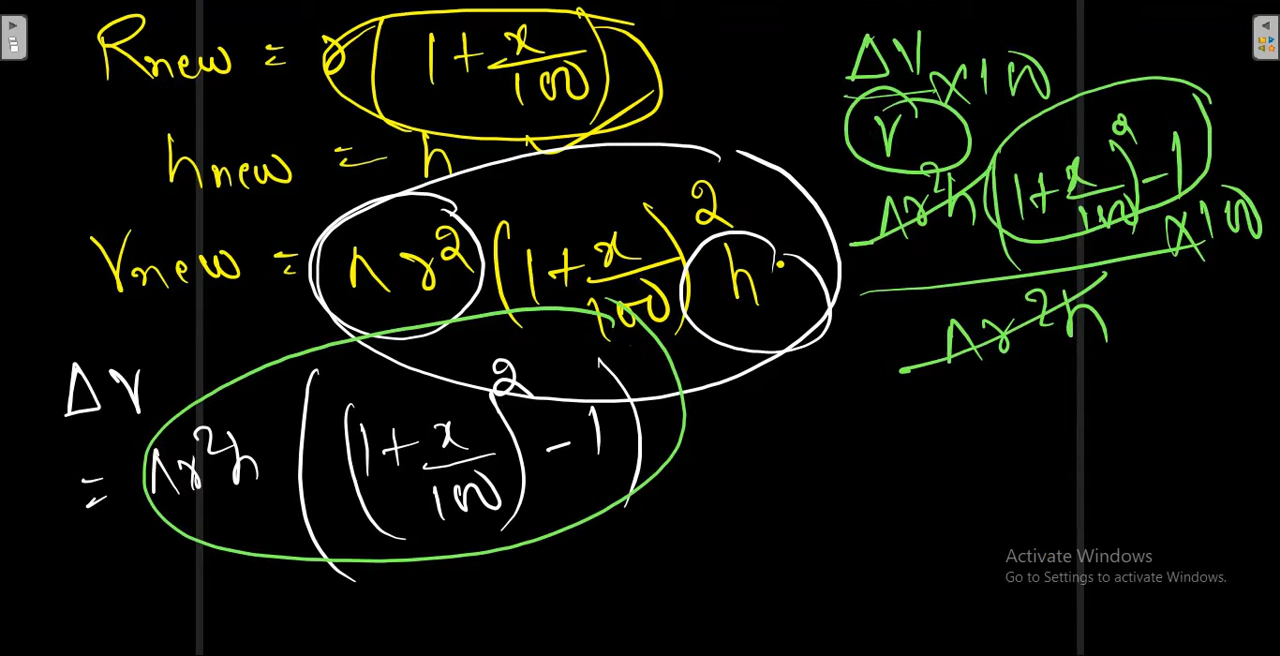 Rnew = r (1 + x/100)
hnew = h
Vnew = π r² (1 + x/100)² h
ΔV
= πr²h ((1 + x/100)² - 1)
ΔV/V × 100
πr²h ((1 + x/100)² - 1) × 100
πr²h
Activate Windows
Go to Settings to activate Windows.